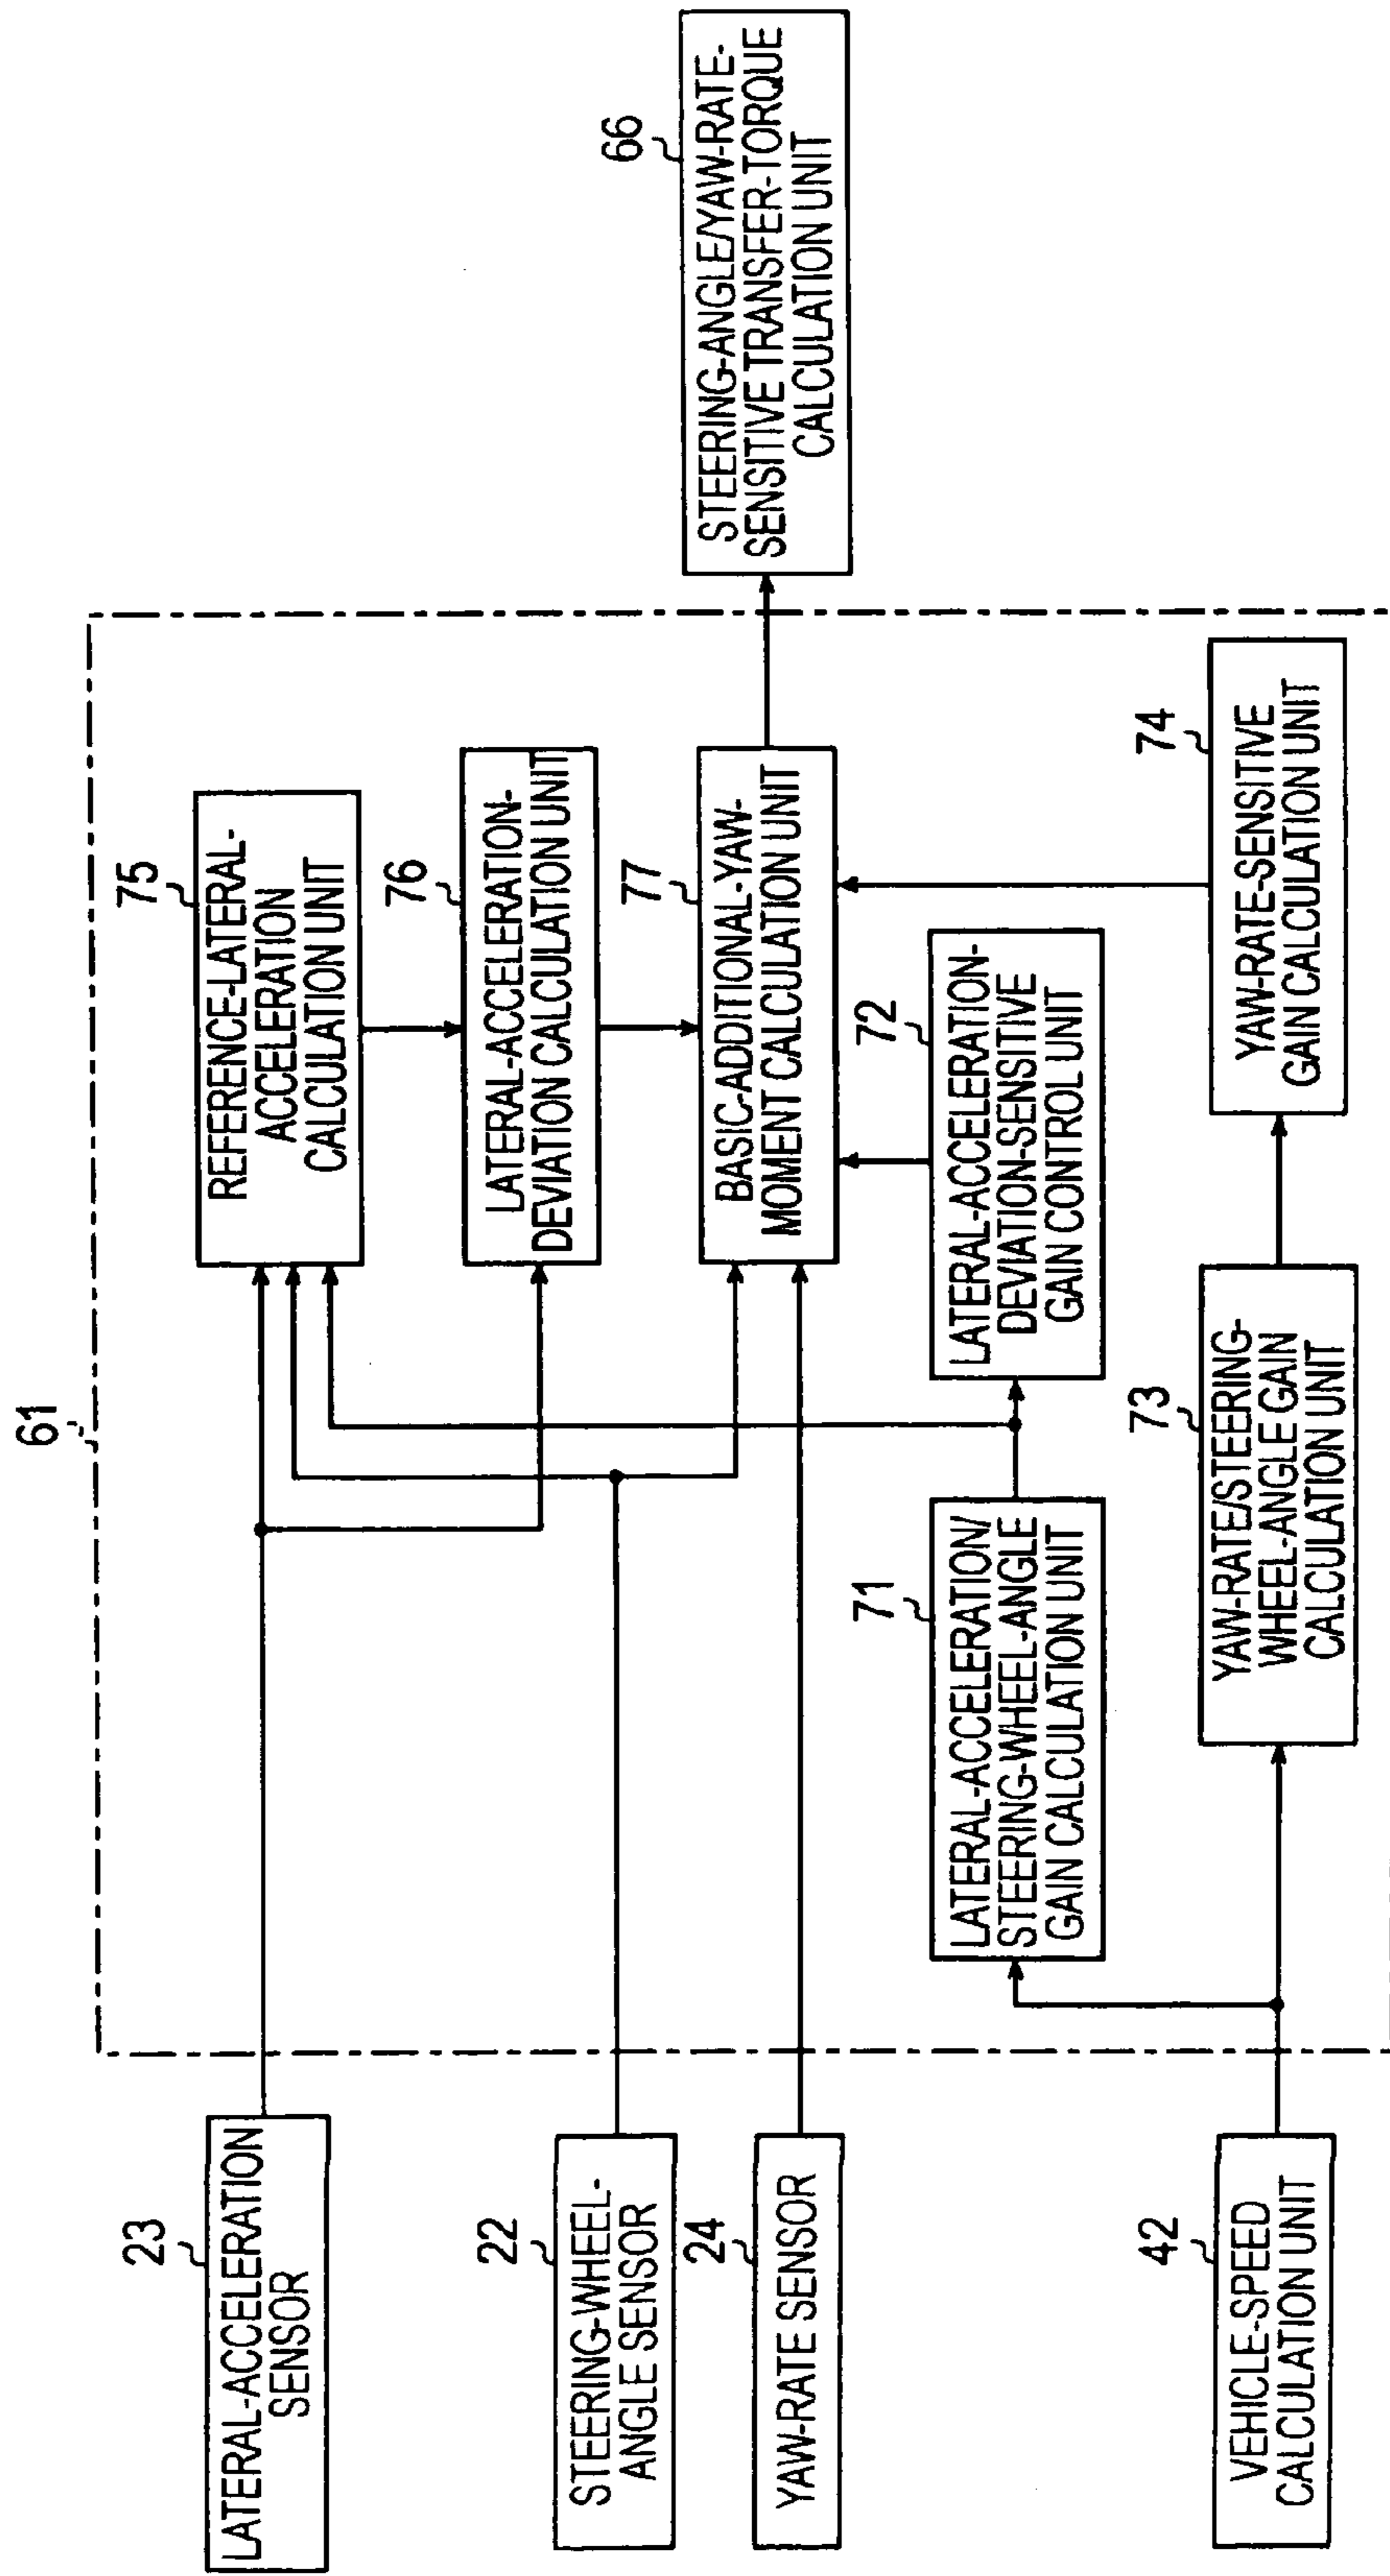 61
23
LATERAL-ACCELERATION
SENSOR
75
REFERENCE-LATERAL-
ACCELERATION
CALCULATION UNIT
76
LATERAL-ACCELERATION-
DEVIATION CALCULATION UNIT
22
STEERING-WHEEL-
ANGLE SENSOR
24
YAW-RATE SENSOR
77
BASIC-ADDITIONAL-YAW-
MOMENT CALCULATION UNIT
66
STEERING-ANGLE/YAW-RATE-
SENSITIVE TRANSFER-TORQUE
CALCULATION UNIT
71
LATERAL-ACCELERATION/
STEERING-WHEEL-ANGLE
GAIN CALCULATION UNIT
72
LATERAL-ACCELERATION-
DEVIATION-SENSITIVE
GAIN CONTROL UNIT
42
VEHICLE-SPEED
CALCULATION UNIT
73
YAW-RATE/STEERING-
WHEEL-ANGLE GAIN
CALCULATION UNIT
74
YAW-RATE-SENSITIVE
GAIN CALCULATION UNIT